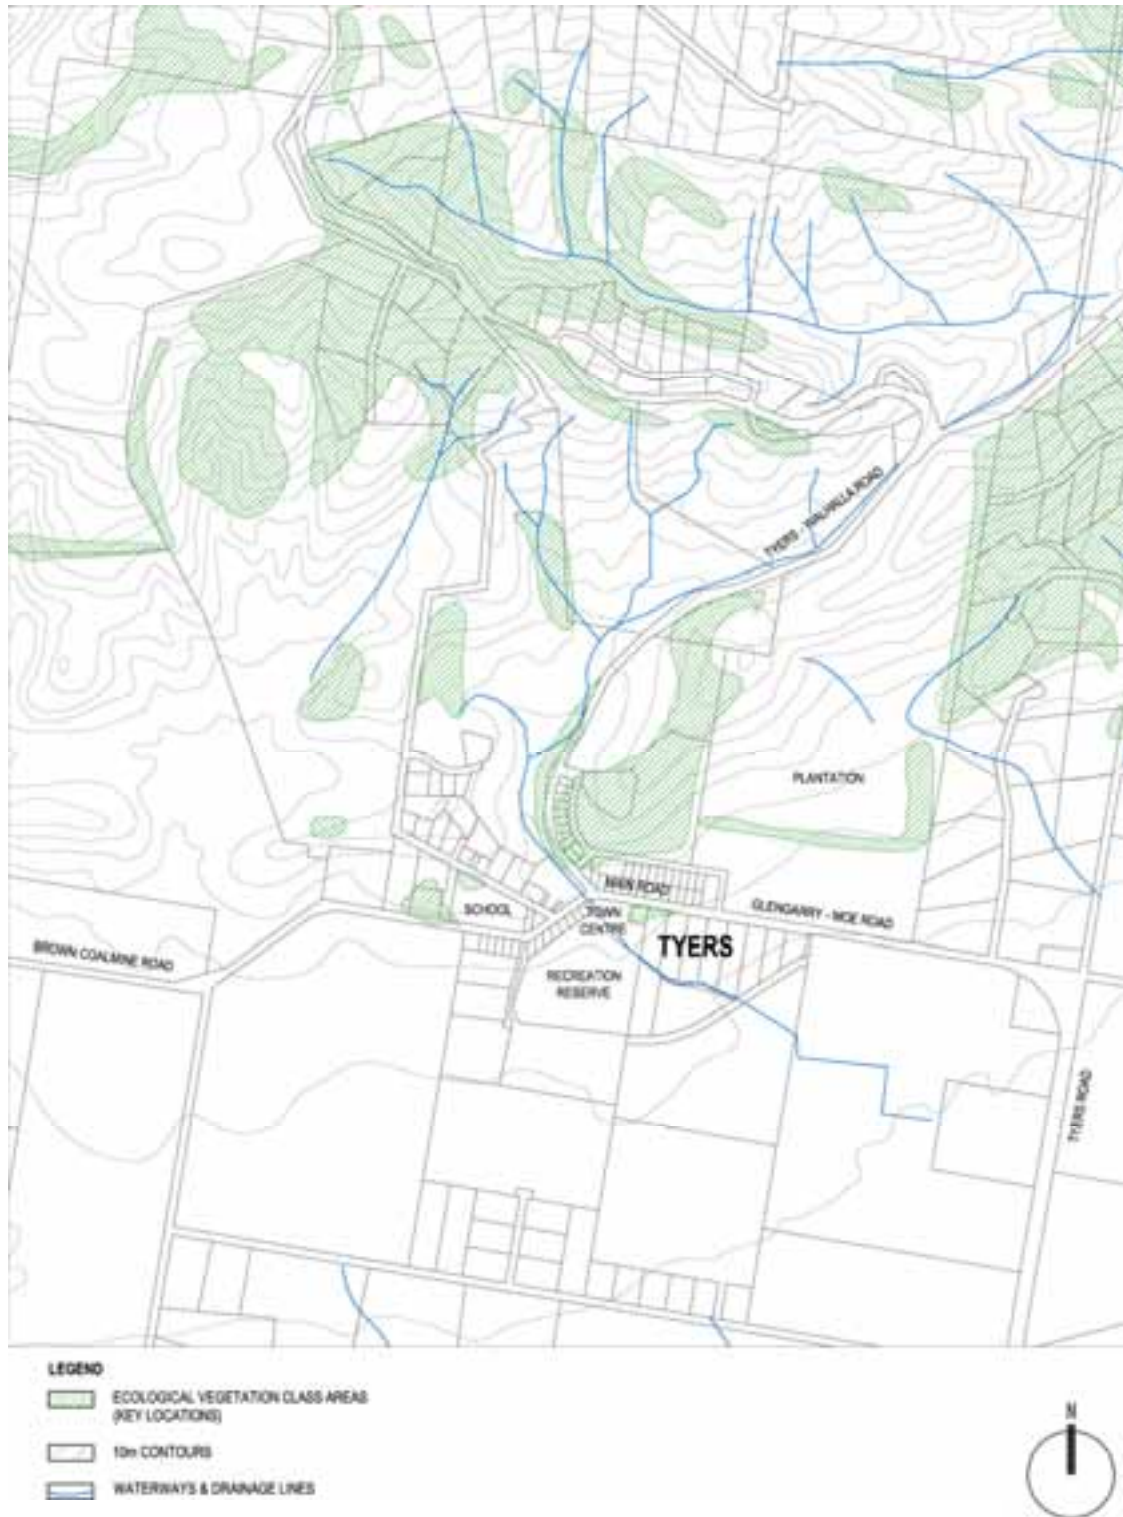 TYERS - WALHALLA ROAD
PLANTATION
MAIN ROAD
SCHOOL
TOWN
CENTRE
GLENGARRY - MOE ROAD
TYERS
BROWN COALMINE ROAD
RECREATION
RESERVE
TYERS ROAD
LEGEND
ECOLOGICAL VEGETATION CLASS AREAS
(KEY LOCATIONS)
10m CONTOURS
WATERWAYS & DRAINAGE LINES
N